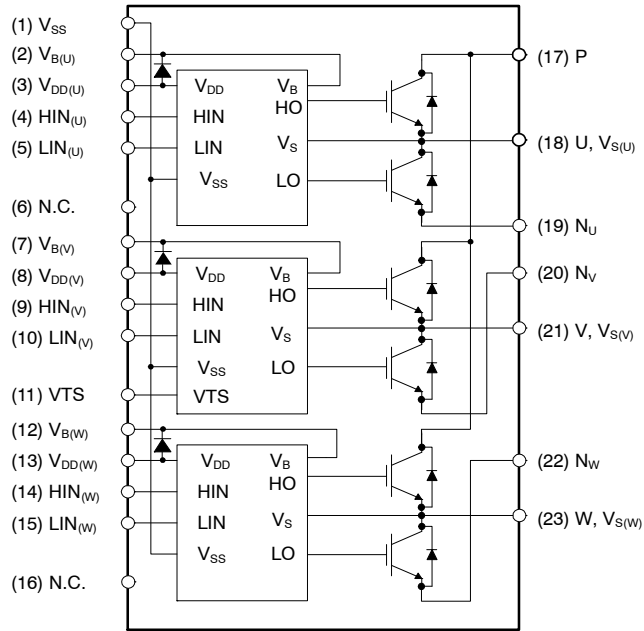 (1) VSS
(2) VB(U)
(3) VDD(U)
(4) HIN(U)
(5) LIN(U)
(6) N.C.
(7) VB(V)
(8) VDD(V)
(9) HIN(V)
(10) LIN(V)
(11) VTS
(12) VB(W)
(13) VDD(W)
(14) HIN(W)
(15) LIN(W)
(16) N.C.
VDD
HIN
LIN
VSS
VB
HO
VS
LO
VDD
HIN
LIN
VSS
VTS
VB
HO
VS
LO
VDD
HIN
LIN
VSS
VB
HO
VS
LO
(17) P
(18) U, VS(U)
(19) NU
(20) NV
(21) V, VS(V)
(22) NW
(23) W, VS(W)